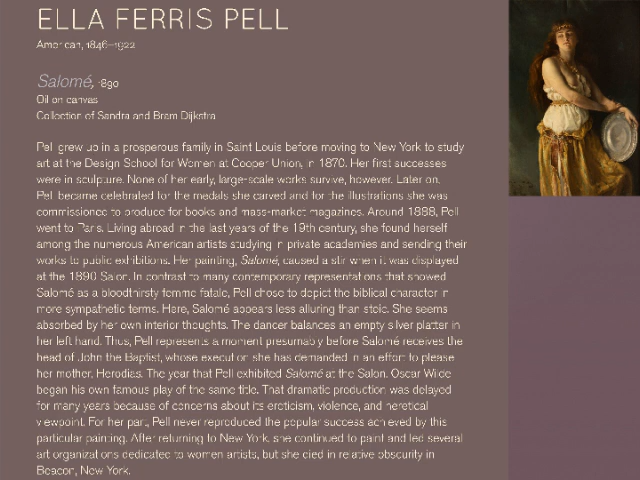 ELLA FERRIS PELL
American, 1846–1922
Salomé, 1890
Oil on canvas
Collection of Sandra and Bram Dijkstra
Pell grew up in a prosperous family in Saint Louis before moving to New York to study
art at the Design School for Women at Cooper Union, in 1870. Her first successes
were in sculpture. None of her early, large-scale works survive, however. Later on,
Pell became celebrated for the medals she carved and for the illustrations she was
commissioned to produce for books and mass-market magazines. Around 1888, Pell
went to Paris. Living abroad in the last years of the 19th century, she found herself
among the numerous American artists studying in private academies and sending their
works to public exhibitions. Her painting, Salomé, caused a stir when it was displayed
at the 1890 Salon. In contrast to many contemporary representations that showed
Salomé as a bloodthirsty femme fatale, Pell chose to depict the biblical character in
more sympathetic terms. Here, Salomé appears less alluring than stoic. She seems
absorbed by her own interior thoughts. The dancer balances an empty silver platter in
her left hand. Thus, Pell represents a moment presumably before Salomé receives the
head of John the Baptist, whose execution she has demanded in an effort to please
her mother, Herodias. The year that Pell exhibited Salomé at the Salon, Oscar Wilde
began his own famous play of the same title. That dramatic production was delayed
for many years because of concerns about its eroticism, violence, and heretical
viewpoint. For her part, Pell never reproduced the popular success achieved by this
particular painting. After returning to New York, she continued to paint and led several
art organizations dedicated to women artists, but she died in relative obscurity in
Beacon, New York.